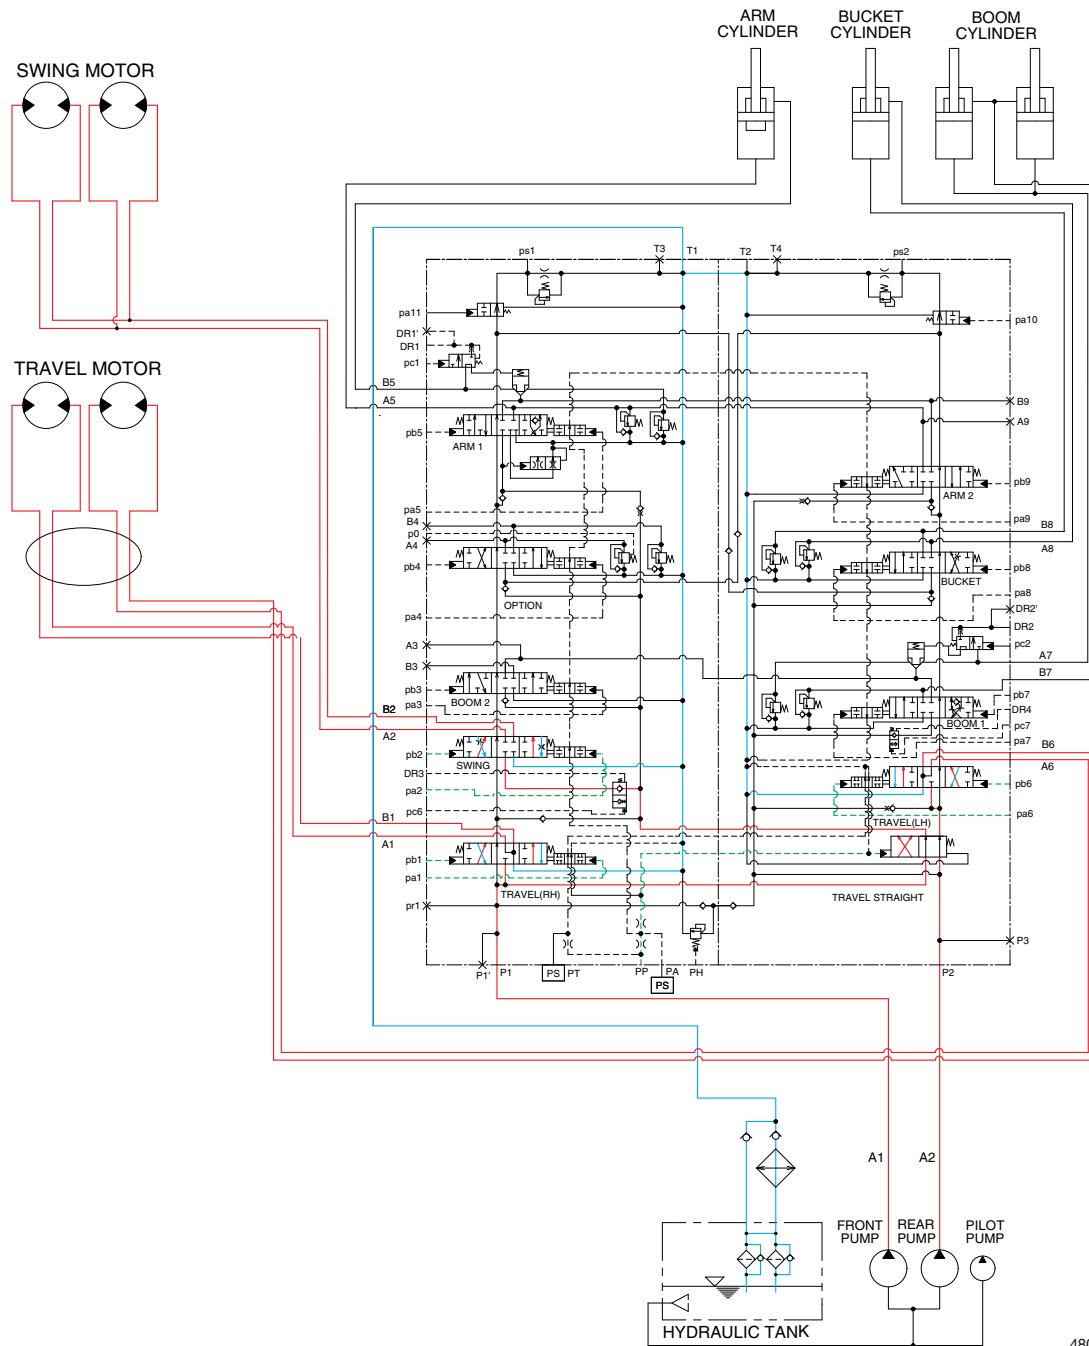 ARM
CYLINDER
BUCKET
CYLINDER
BOOM
CYLINDER
SWING MOTOR
TRAVEL MOTOR
ps1
T3
T1
T2
T4
ps2
pa11
pa10
DR1'
DR1
pc1
B5
A5
B9
A9
pb5
ARM 1
ARM 2
pb9
pa5
pa9
B4
p0
A4
B8
A8
pb4
OPTION
BUCKET
pb8
pa4
pa8
DR2'
DR2
A3
pc2
B3
A7
B7
pb3
BOOM 2
pa3
pb7
BOOM 1
DR4
B2
pc7
A2
pa7
B6
pb2
SWING
A6
DR3
pb6
pa2
pc6
pa6
B1
TRAVEL(LH)
A1
pb1
pa1
TRAVEL(RH)
TRAVEL STRAIGHT
pr1
P3
P1'
P1
PS
PT
PP
PA
PS
PH
P2
A1
A2
FRONT
PUMP
REAR
PUMP
PILOT
PUMP
HYDRAULIC TANK